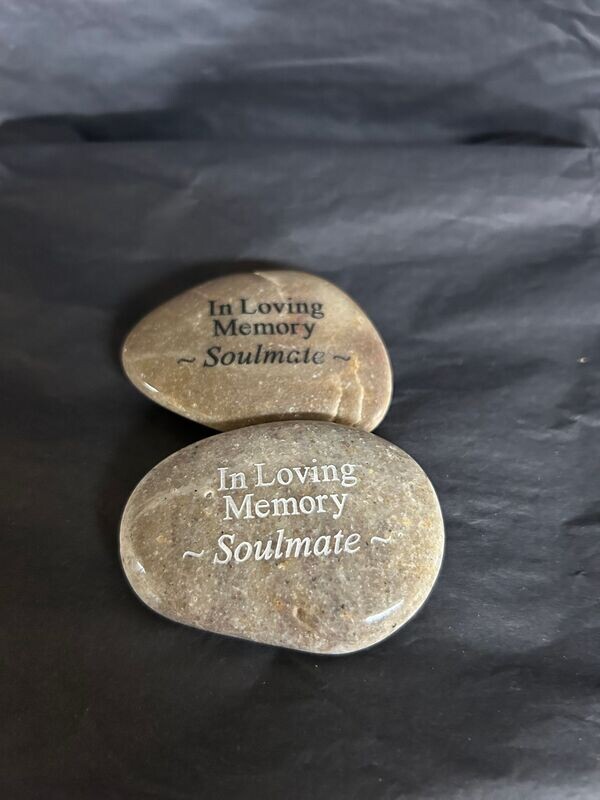 In Loving
Memory
~ Soulmate ~
In Loving
Memory
~ Soulmate ~